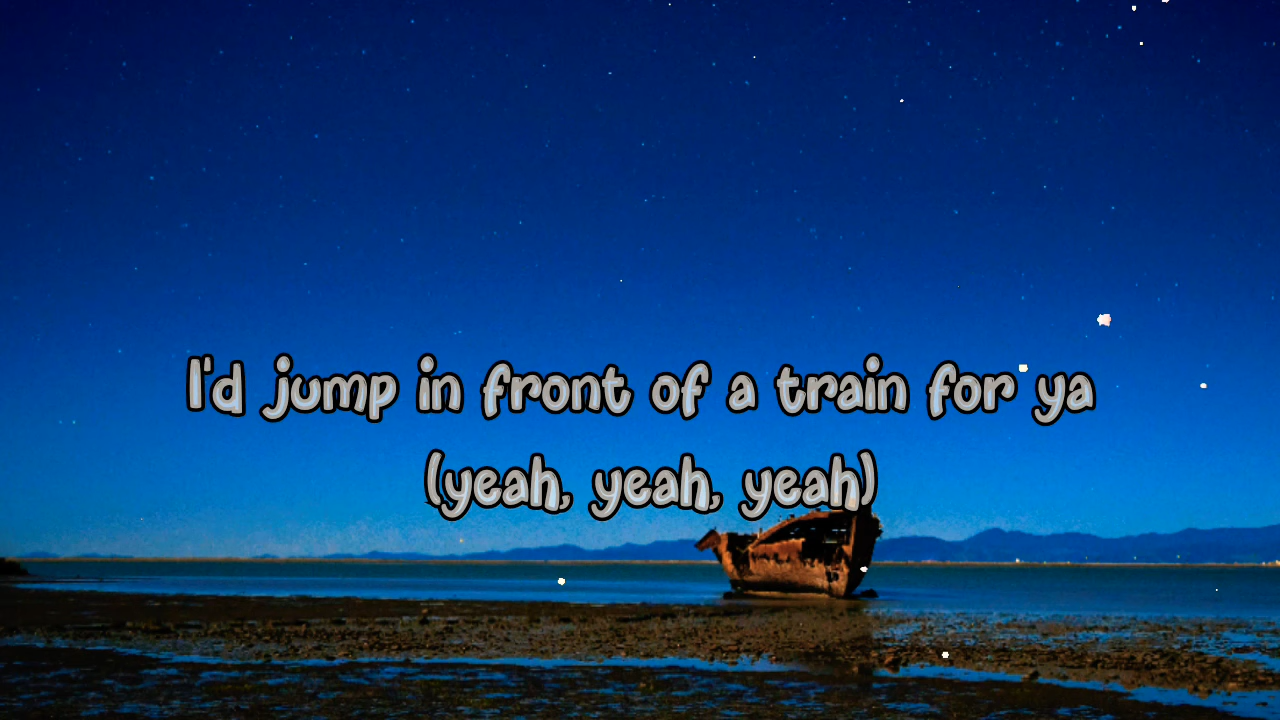 I'd jump in front of a train for ya
(yeah, yeah, yeah)